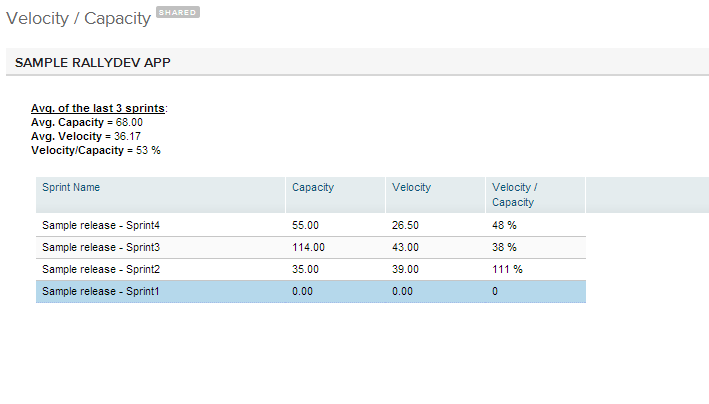 Velocity / Capacity SHARED
SAMPLE RALLYDEV APP
Avg. of the last 3 sprints:
Avg. Capacity = 68.00
Avg. Velocity = 36.17
Velocity/Capacity = 53 %
Sprint Name Capacity Velocity Velocity / Capacity
Sample release - Sprint4 55.00 26.50 48 %
Sample release - Sprint3 114.00 43.00 38 %
Sample release - Sprint2 35.00 39.00 111 %
Sample release - Sprint1 0.00 0.00 0